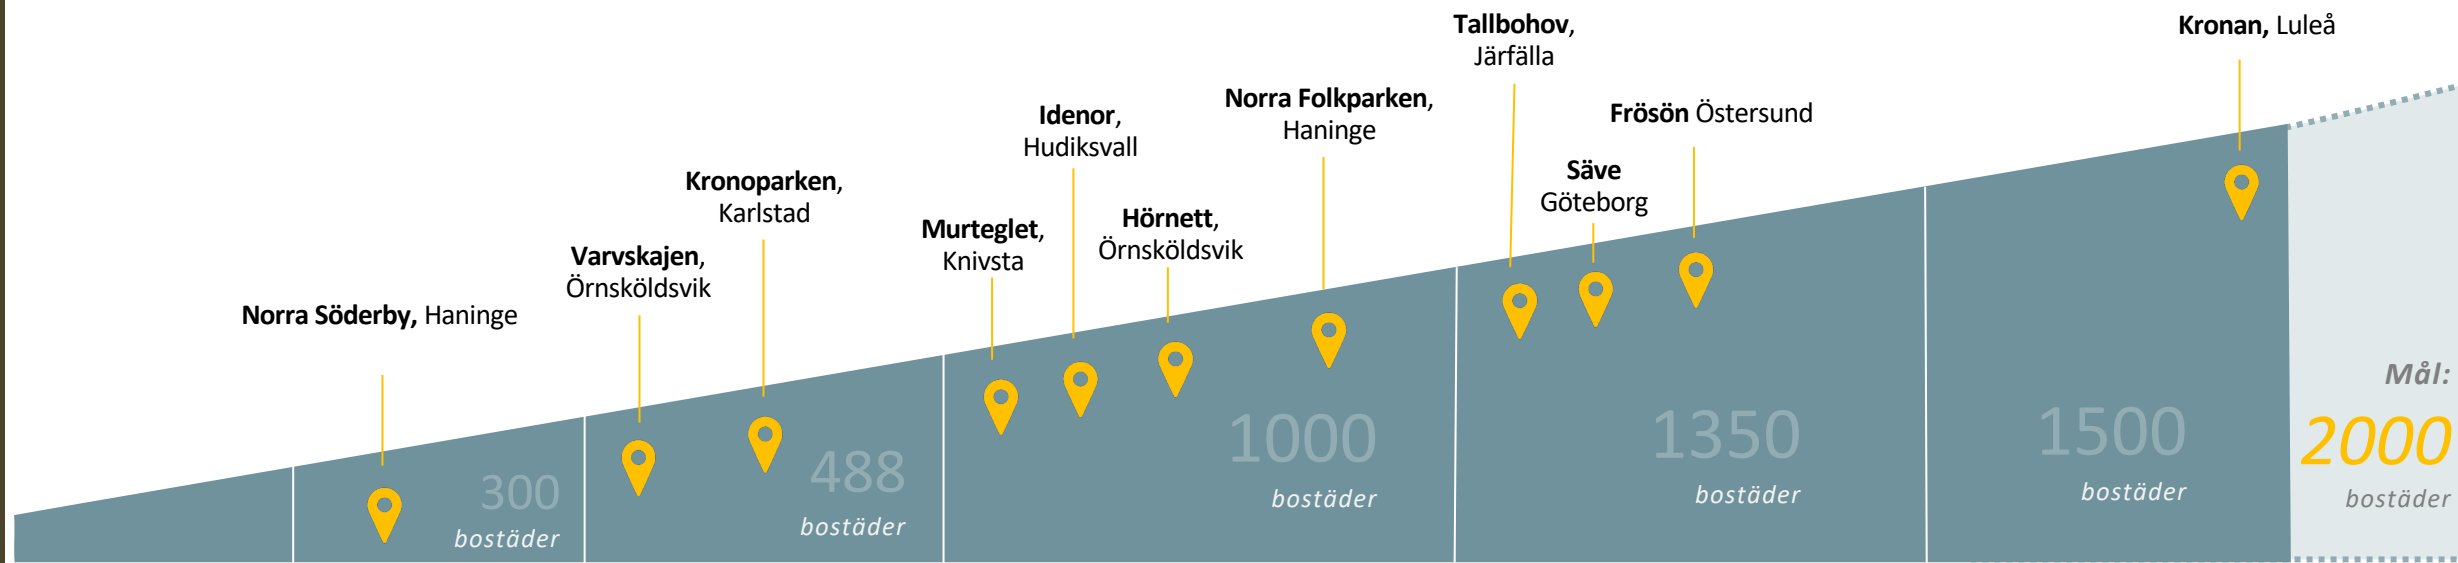 Norra Söderby, Haninge
300
bostäder
Varvskajen,
Örnsköldsvik
Kronoparken,
Karlstad
488
bostäder
Murteglet,
Knivsta
Idenor,
Hudiksvall
Hörnett,
Örnsköldsvik
Norra Folkparken,
Haninge
1000
bostäder
Tallbohov,
Järfälla
Säve
Göteborg
Frösön Östersund
1350
bostäder
Kronan, Luleå
1500
bostäder
Mål:
2000
bostäder